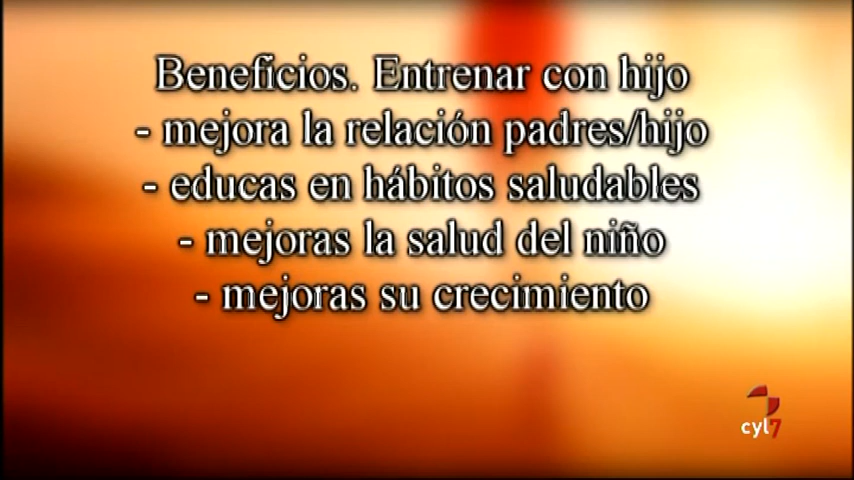 Beneficios. Entrenar con hijo
- mejora la relación padres/hijo
- educas en hábitos saludables
- mejoras la salud del niño
- mejoras su crecimiento
cyl7